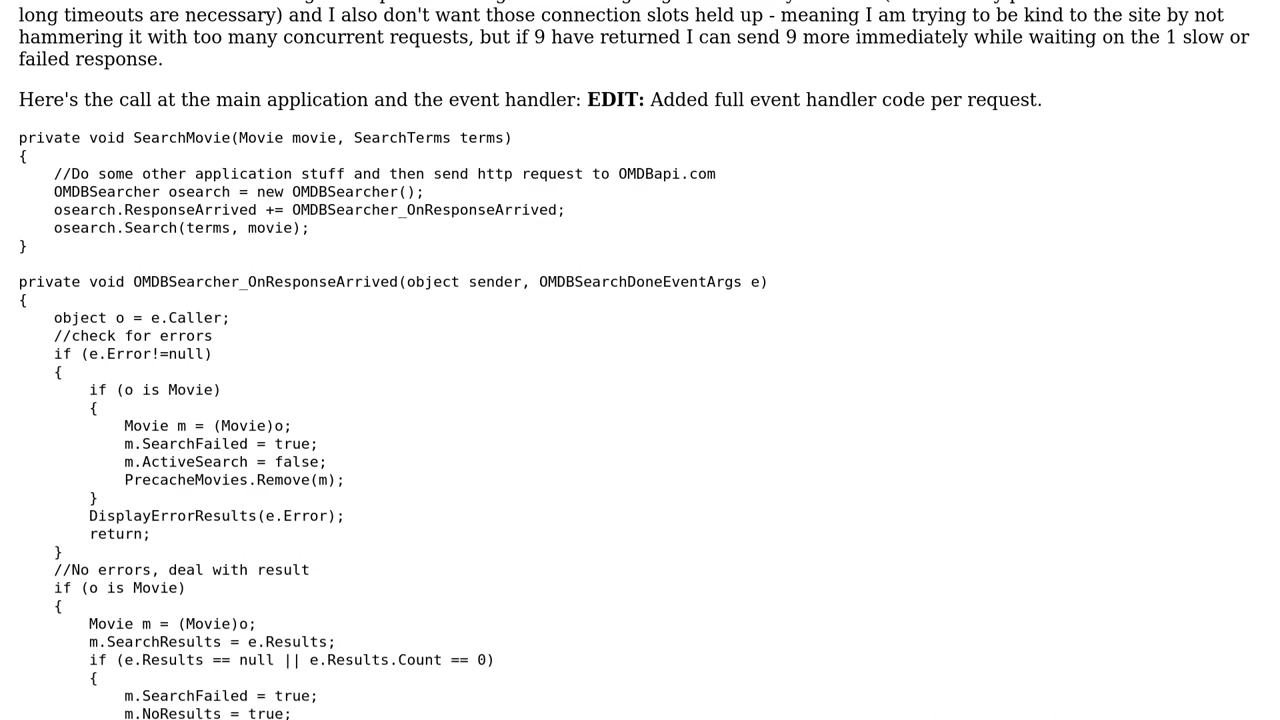 long timeouts are necessary) and I also don't want those connection slots held up - meaning I am trying to be kind to the site by not
hammering it with too many concurrent requests, but if 9 have returned I can send 9 more immediately while waiting on the 1 slow or
failed response.
Here's the call at the main application and the event handler: EDIT: Added full event handler code per request.
private void SearchMovie(Movie movie, SearchTerms terms)
{
    //Do some other application stuff and then send http request to OMDBapi.com
    OMDBSearcher osearch = new OMDBSearcher();
    osearch.ResponseArrived += OMDBSearcher_OnResponseArrived;
    osearch.Search(terms, movie);
}
private void OMDBSearcher_OnResponseArrived(object sender, OMDBSearchDoneEventArgs e)
{
    object o = e.Caller;
    //check for errors
    if (e.Error!=null)
    {
        if (o is Movie)
        {
            Movie m = (Movie)o;
            m.SearchFailed = true;
            m.ActiveSearch = false;
            PrecacheMovies.Remove(m);
        }
        DisplayErrorResults(e.Error);
        return;
    }
    //No errors, deal with result
    if (o is Movie)
    {
        Movie m = (Movie)o;
        m.SearchResults = e.Results;
        if (e.Results == null || e.Results.Count == 0)
        {
            m.SearchFailed = true;
            m.NoResults = true;